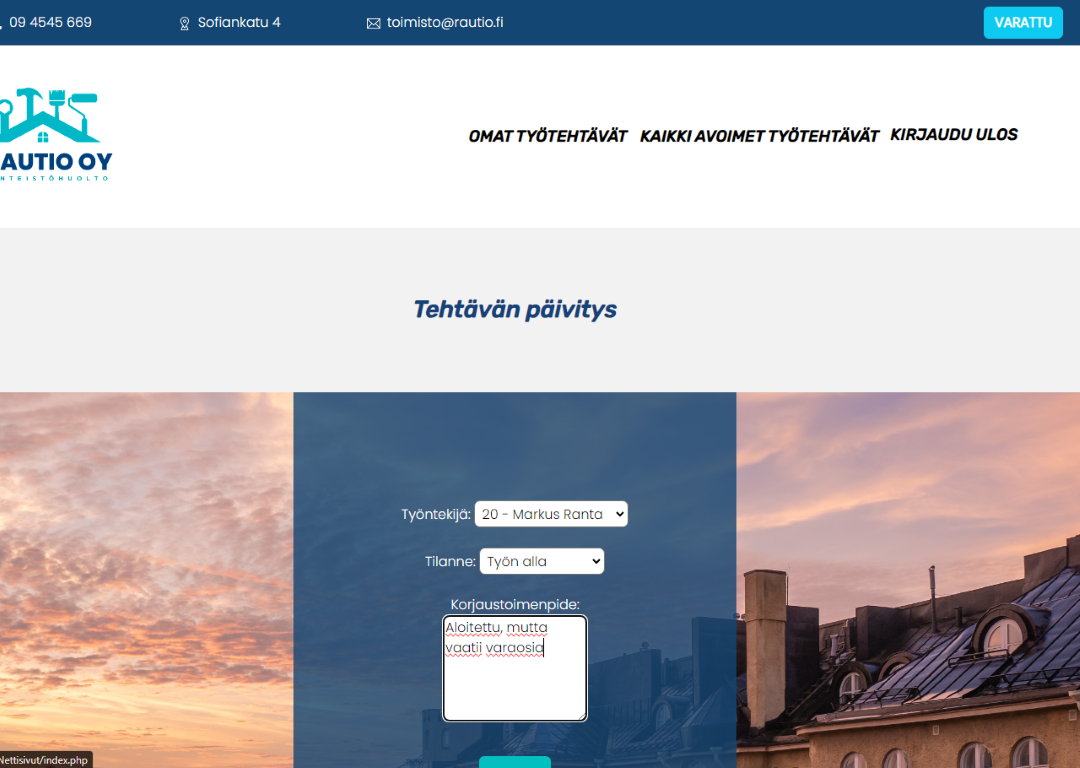 09 4545 669
Sofiankatu 4
toimisto@rautio.fi
VARATTU
AUTIO OY
NTEISTÖHUOLTO
OMAT TYÖTEHTÄVÄT
KAIKKI AVOIMET TYÖTEHTÄVÄT
KIRJAUDU ULOS
Tehtävän päivitys
Työntekijä: 20 - Markus Ranta
Tilanne: Työn alla
Korjaustoimenpide:
Aloitettu, mutta
vaatii varaosia
Nettisivut/index.php